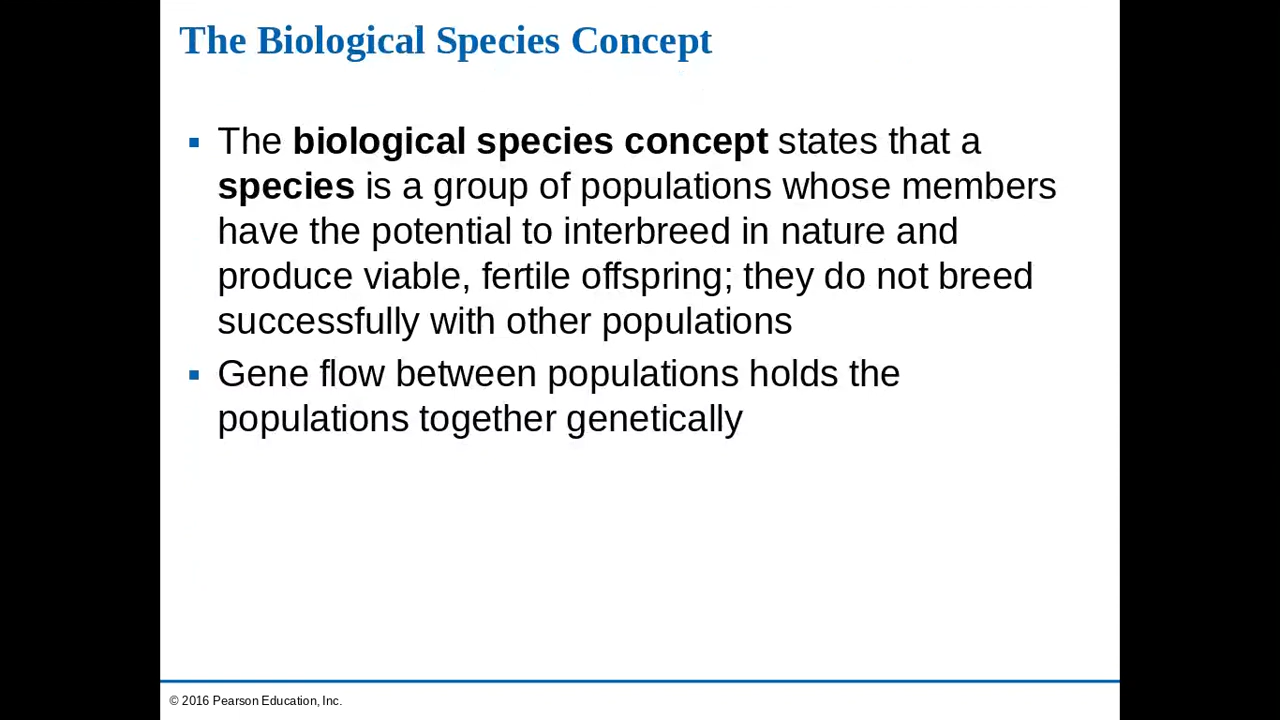 The Biological Species Concept
The biological species concept states that a
species is a group of populations whose members
have the potential to interbreed in nature and
produce viable, fertile offspring; they do not breed
successfully with other populations
Gene flow between populations holds the
populations together genetically
© 2016 Pearson Education, Inc.